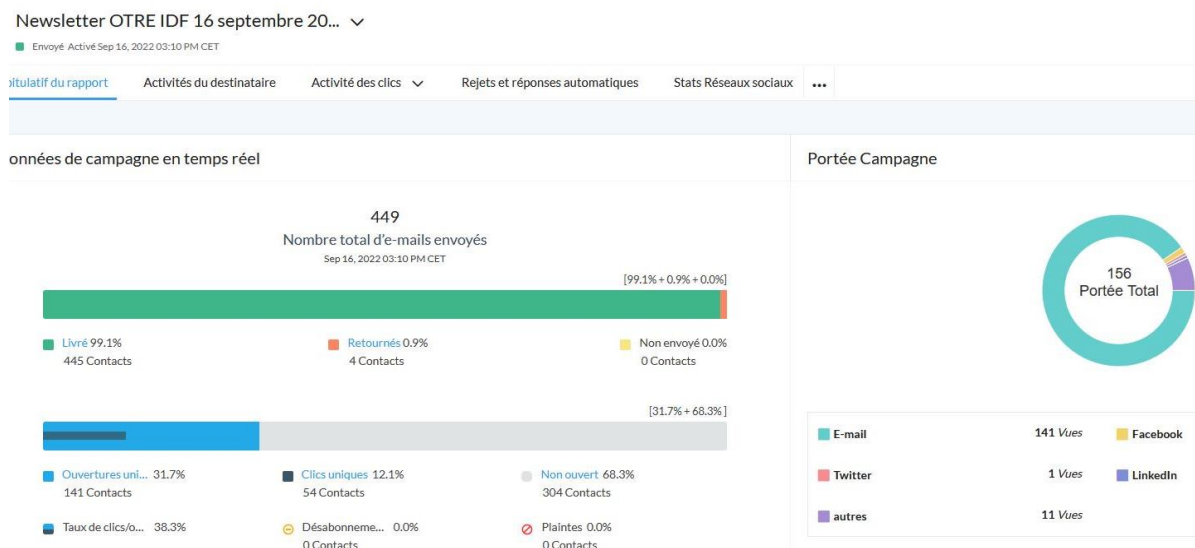 Newsletter OTRE IDF 16 septembre 20...
Envoyé Activé Sep 16, 2022 03:10 PM CET
pitulatif du rapport Activités du destinataire Activité des clics Rejets et réponses automatiques Stats Réseaux sociaux ...
onnées de campagne en temps réel
Portée Campagne
449
Nombre total d'e-mails envoyés
Sep 16, 2022 03:10 PM CET
[99.1% + 0.9% + 0.0%]
Livré 99.1% Retournés 0.9% Non envoyé 0.0%
445 Contacts 4 Contacts 0 Contacts
[31.7% + 68.3% ]
Ouvertures uni... 31.7% Clics uniques 12.1% Non ouvert 68.3%
141 Contacts 54 Contacts 304 Contacts
Taux de clics/o... 38.3% Désabonneme... 0.0% Plaintes 0.0%
0 Contacts 0 Contacts
156
Portée Total
E-mail 141 Vues Facebook
Twitter 1 Vues LinkedIn
autres 11 Vues